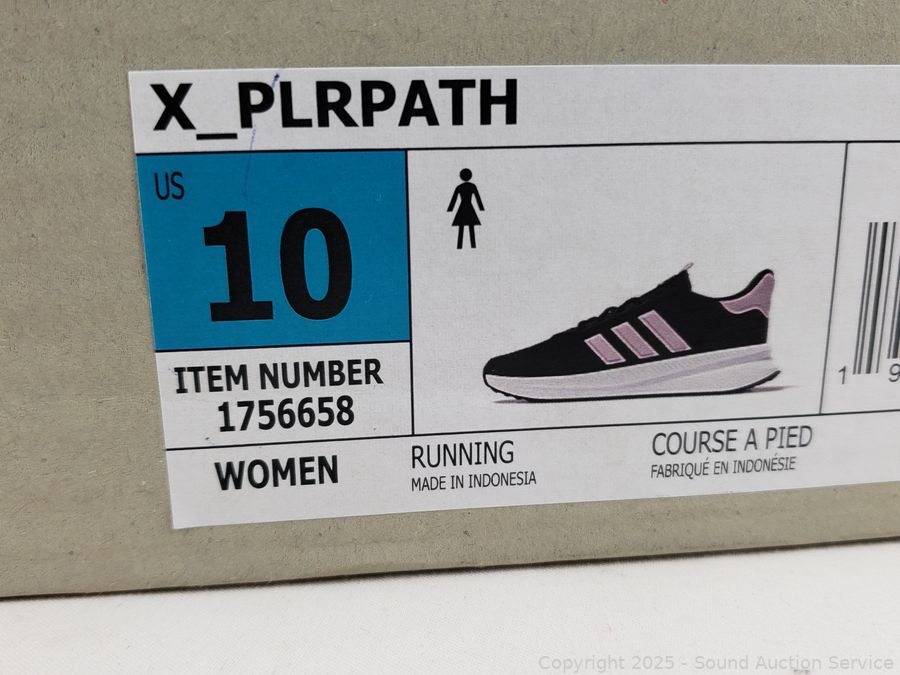 X_PLRPATH
US
10
ITEM NUMBER
1756658
WOMEN
RUNNING
MADE IN INDONESIA
COURSE A PIED
FABRIQUÉ EN INDONÉSIE
1 9
Copyright © 2025 - Sound Auction Service